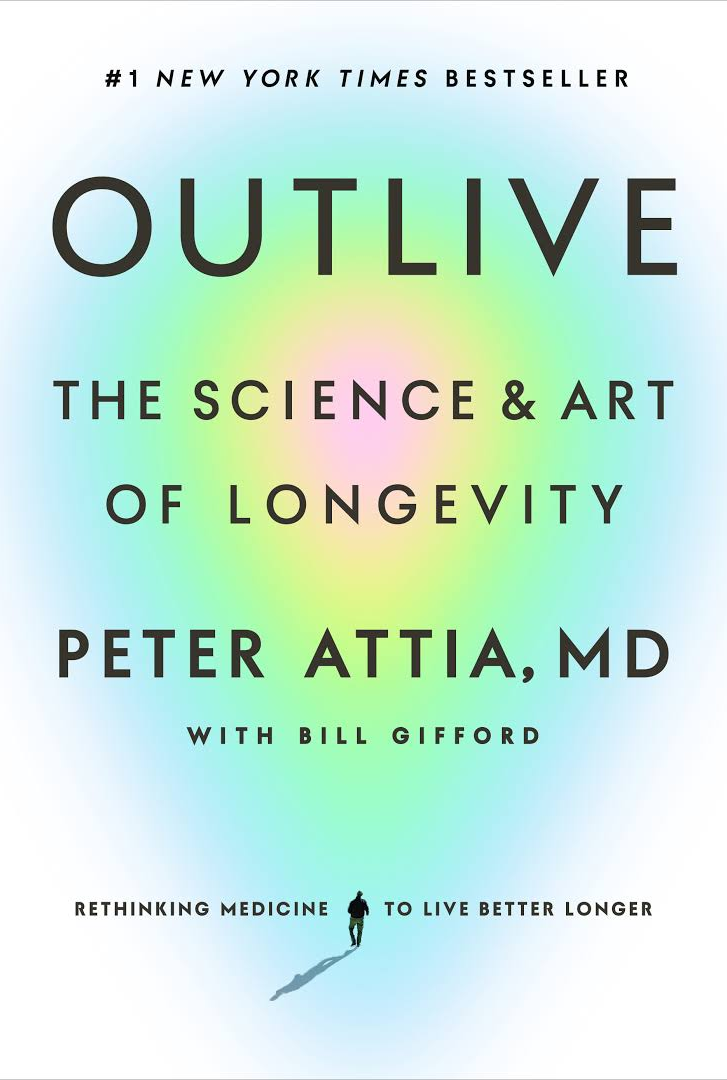 #1 NEW YORK TIMES BESTSELLER
OUTLIVE
THE SCIENCE & ART
OF LONGEVITY
PETER ATTIA, MD
WITH BILL GIFFORD
RETHINKING MEDICINE TO LIVE BETTER LONGER